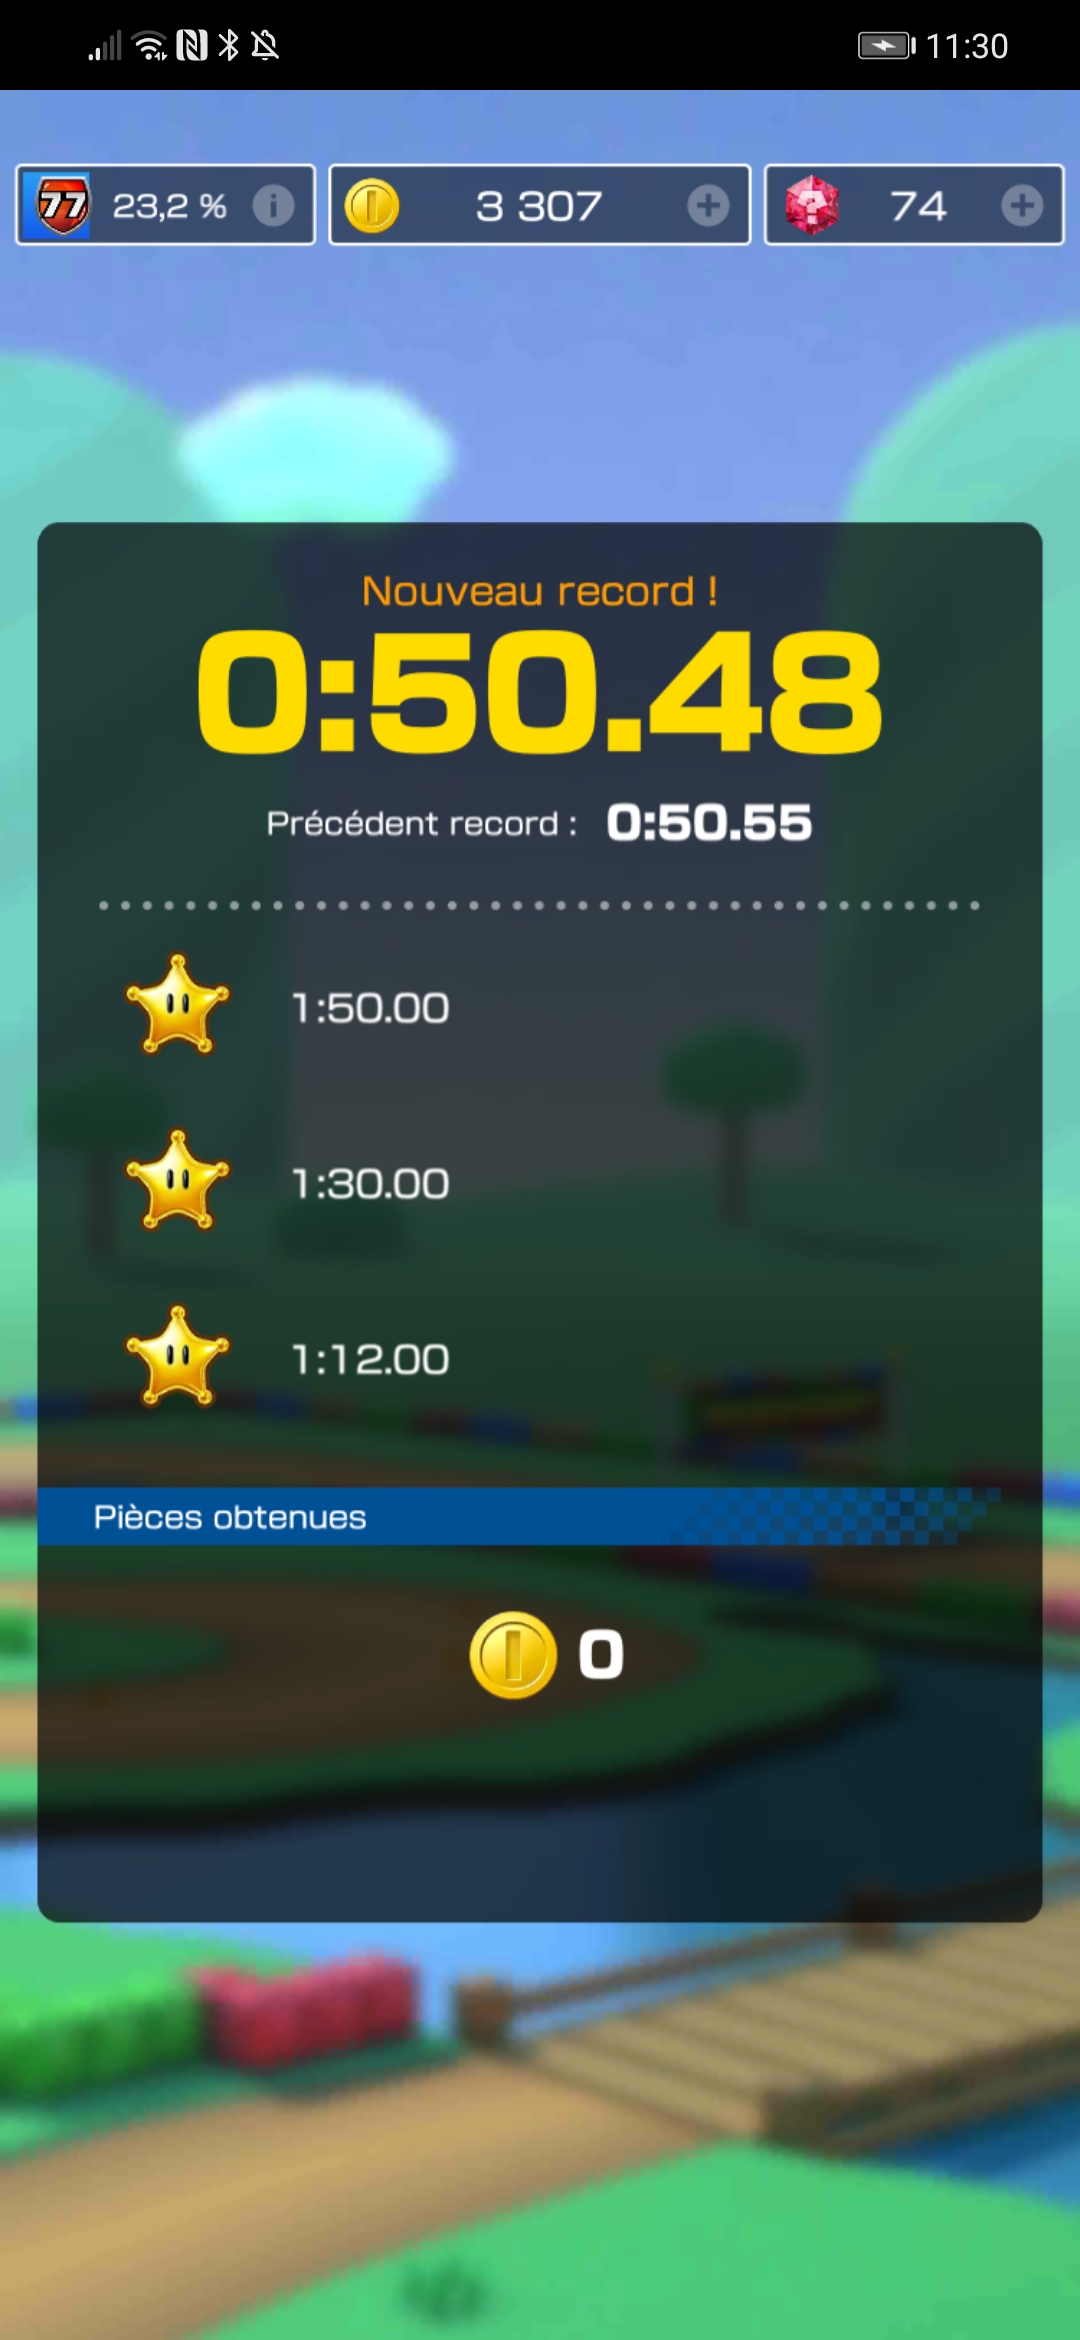 11:30
77 23,2 % i 3 307 + ? 74 +
Nouveau record !
0:50.48
Précédent record : 0:50.55
1:50.00
1:30.00
1:12.00
Pièces obtenues
0